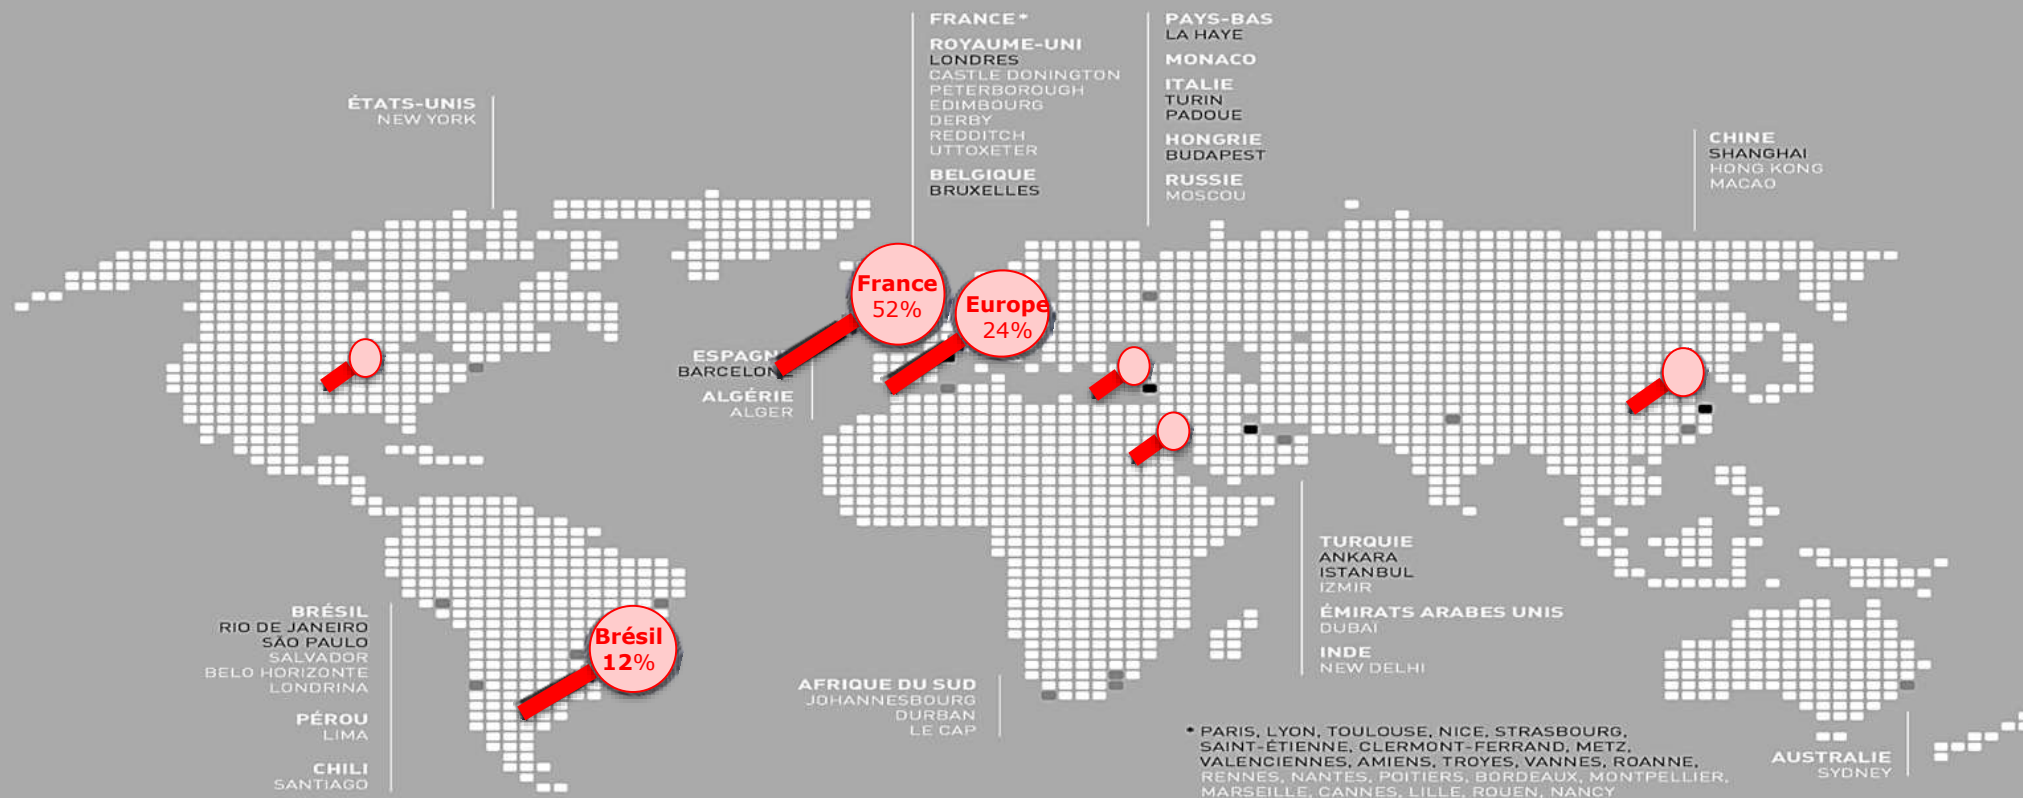 FRANCE*
ROYAUME-UNI
LONDRES
CASTLE DONINGTON
PETERBOROUGH
EDIMBOURG
DERBY
REDDITCH
UTTOXETER
BELGIQUE
BRUXELLES
PAYS-BAS
LA HAYE
MONACO
ITALIE
TURIN
PADOUE
HONGRIE
BUDAPEST
RUSSIE
MOSCOU
ÉTATS-UNIS
NEW YORK
CHINE
SHANGHAI
HONG KONG
MACAO
France
52%
Europe
24%
ESPAGN
BARCELONE
ALGÉRIE
ALGER
BRÉSIL
RIO DE JANEIRO
SÃO PAULO
SALVADOR
BELO HORIZONTE
LONDRINA
PÉROU
LIMA
CHILI
SANTIAGO
Brésil
12%
AFRIQUE DU SUD
JOHANNESBOURG
DURBAN
LE CAP
TURQUIE
ANKARA
ISTANBUL
IZMIR
ÉMIRATS ARABES UNIS
DUBAI
INDE
NEW DELHI
* PARIS, LYON, TOULOUSE, NICE, STRASBOURG,
SAINT-ÉTIENNE, CLERMONT-FERRAND, METZ,
VALENCIENNES, AMIENS, TROYES, VANNES, ROANNE,
RENNES, NANTES, POITIERS, BORDEAUX, MONTPELLIER,
MARSEILLE, CANNES, LILLE, ROUEN, NANCY
AUSTRALIE
SYDNEY